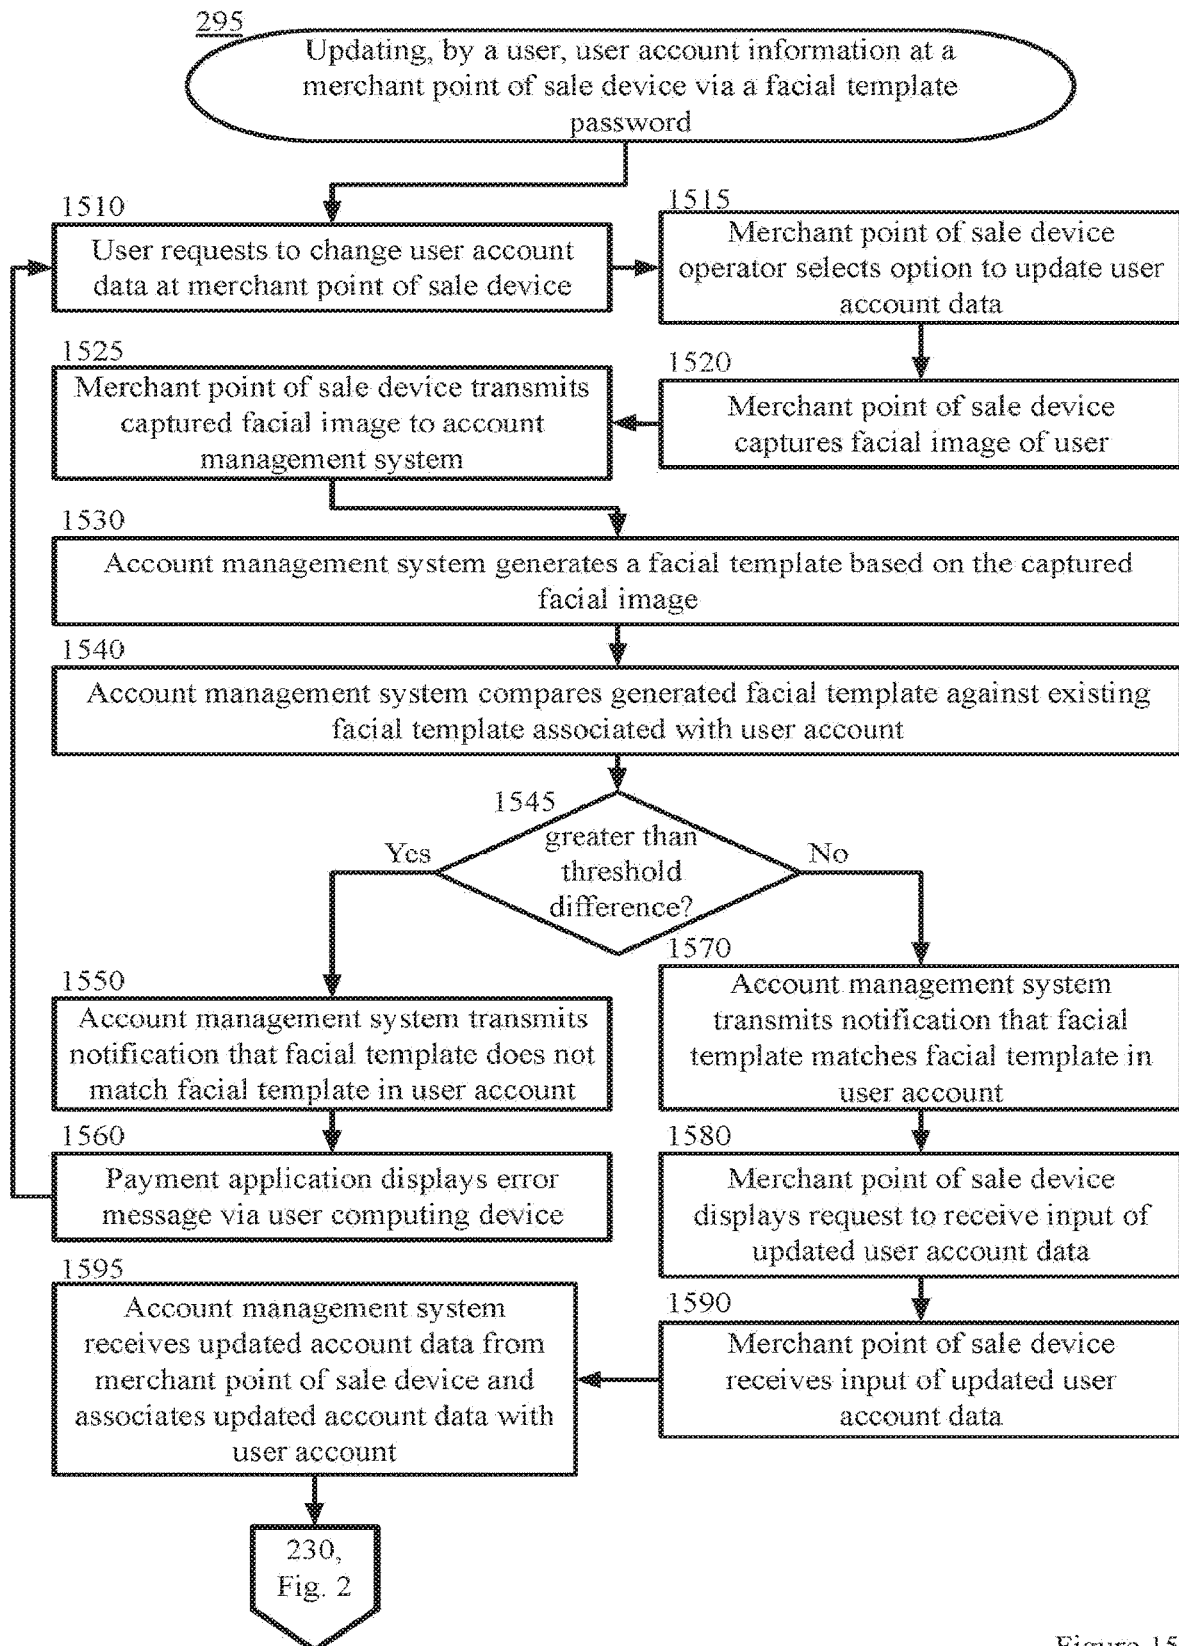 295
Updating, by a user, user account information at a
merchant point of sale device via a facial template
password
1510
User requests to change user account
data at merchant point of sale device
1515
Merchant point of sale device
operator selects option to update user
account data
1525
Merchant point of sale device transmits
captured facial image to account
management system
1520
Merchant point of sale device
captures facial image of user
1530
Account management system generates a facial template based on the captured
facial image
1540
Account management system compares generated facial template against existing
facial template associated with user account
1545
greater than
threshold
difference?
Yes
No
1550
Account management system transmits
notification that facial template does not
match facial template in user account
1570
Account management system
transmits notification that facial
template matches facial template in
user account
1560
Payment application displays error
message via user computing device
1580
Merchant point of sale device
displays request to receive input of
updated user account data
1595
Account management system
receives updated account data from
merchant point of sale device and
associates updated account data with
user account
1590
Merchant point of sale device
receives input of updated user
account data
230,
Fig. 2
Figure 15